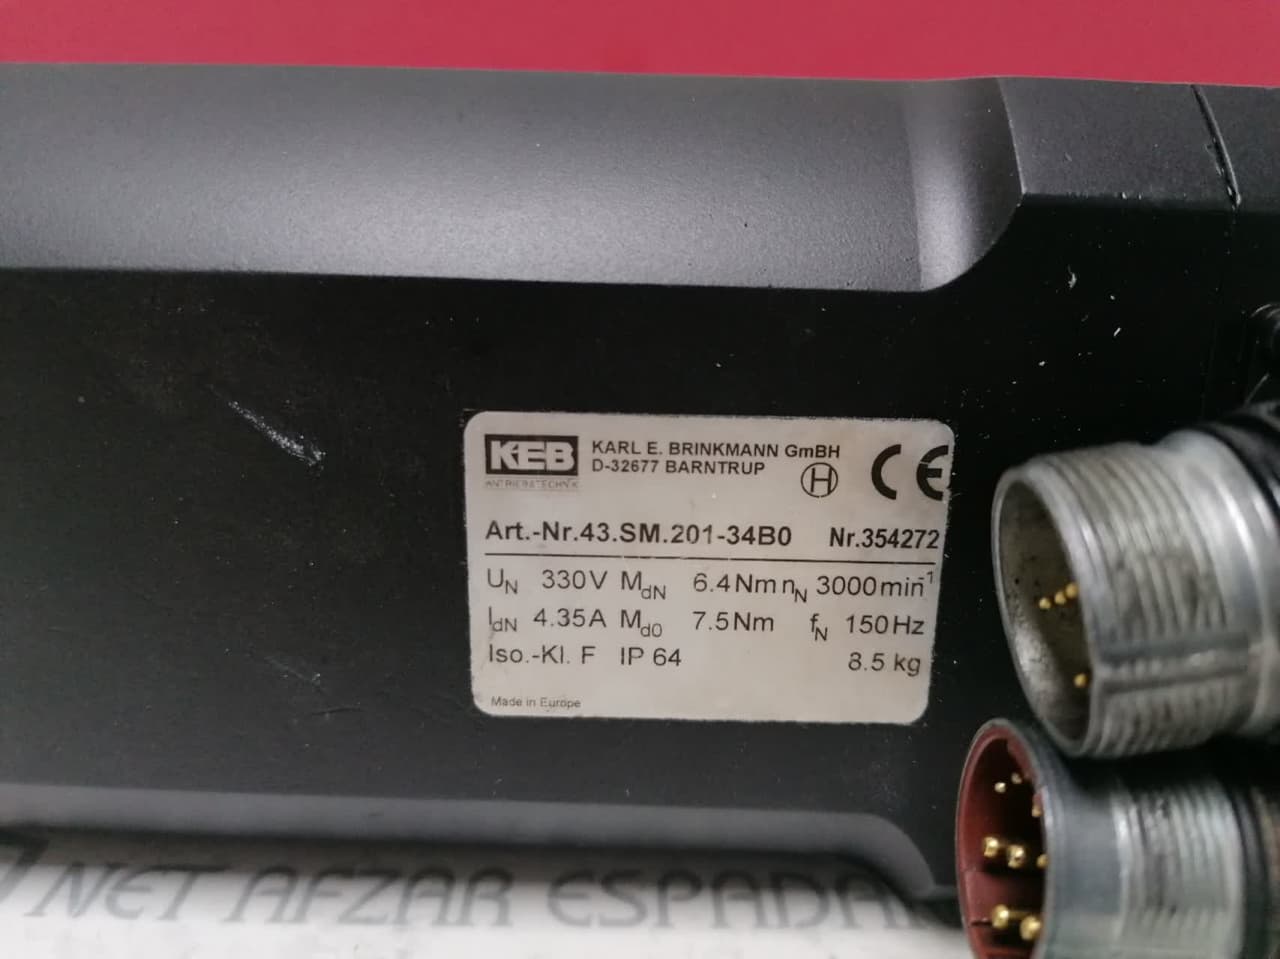 KEB
ANTRIEBSTECHNIK
KARL E. BRINKMANN GmBH
D-32677 BARNTRUP
H
CE
Art.-Nr.43.SM.201-34B0 Nr.354272
UN 330V MdN 6.4Nm nN 3000min-1
IdN 4.35A Md0 7.5Nm fN 150Hz
Iso.-Kl. F IP 64 8.5 kg
Made in Europe
NET AFZAR ESPADA